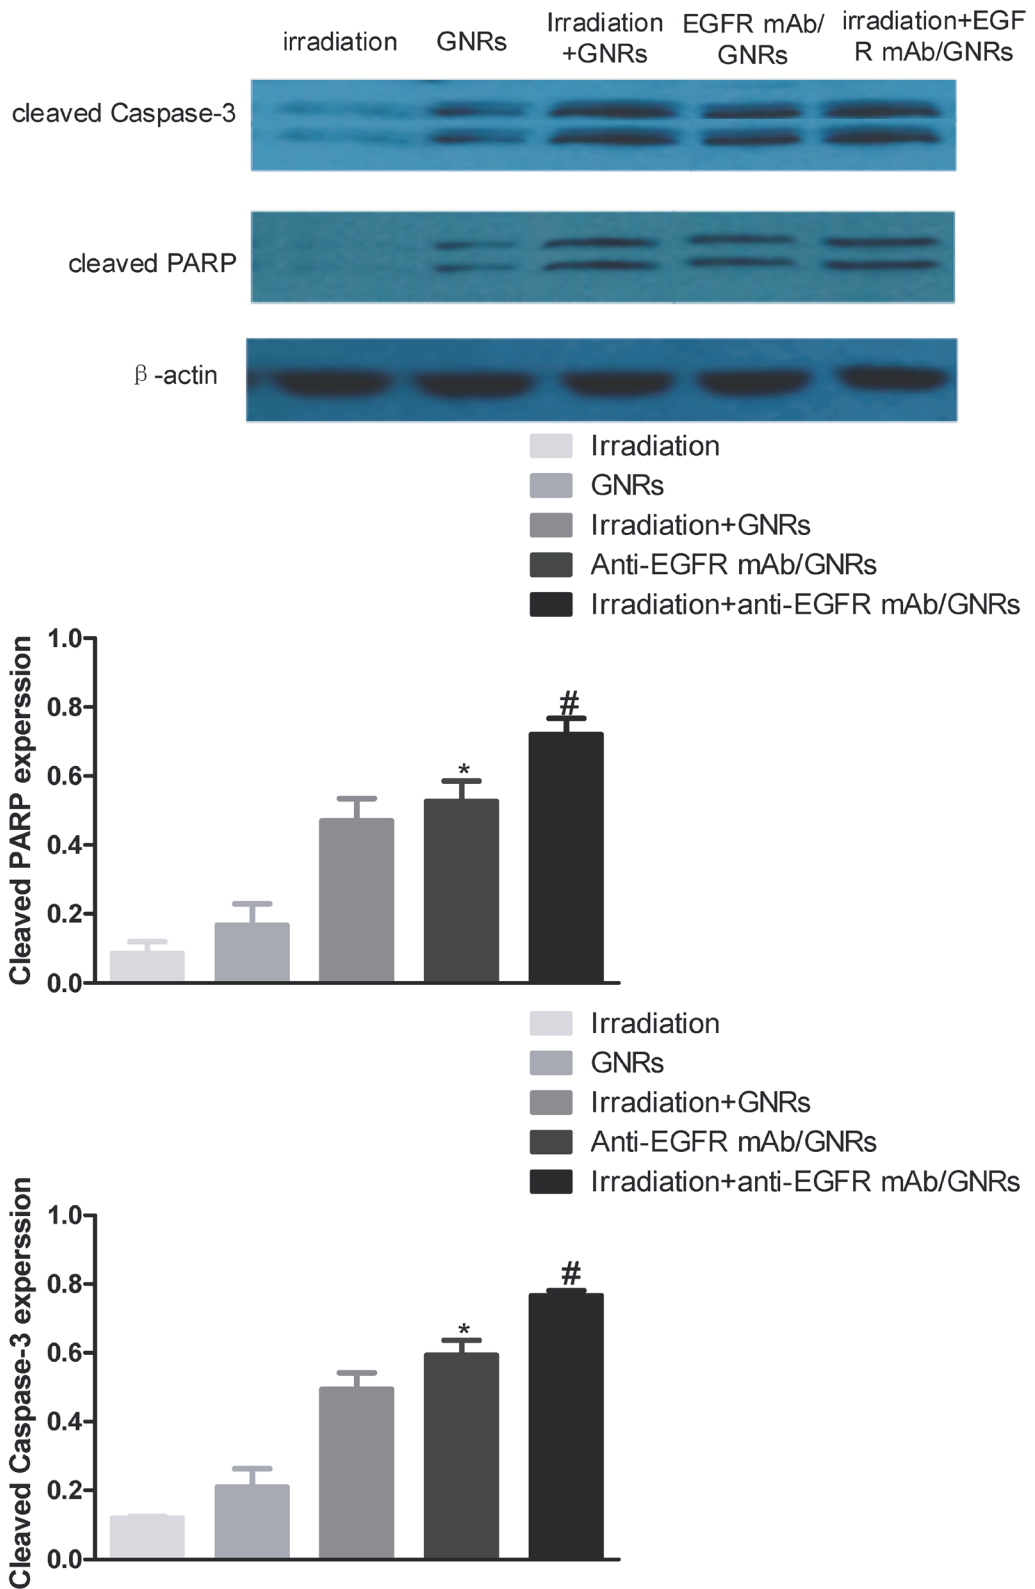 irradiation
GNRs
Irradiation
+GNRs
EGFR mAb/
GNRs
irradiation+EGF
R mAb/GNRs
cleaved Caspase-3
cleaved PARP
β-actin
Irradiation
GNRs
Irradiation+GNRs
Anti-EGFR mAb/GNRs
Irradiation+anti-EGFR mAb/GNRs
Cleaved PARP experssion
1.0
0.8
0.6
0.4
0.2
0.0
*
#
Irradiation
GNRs
Irradiation+GNRs
Anti-EGFR mAb/GNRs
Irradiation+anti-EGFR mAb/GNRs
Cleaved Caspase-3 experssion
1.0
0.8
0.6
0.4
0.2
0.0
*
#